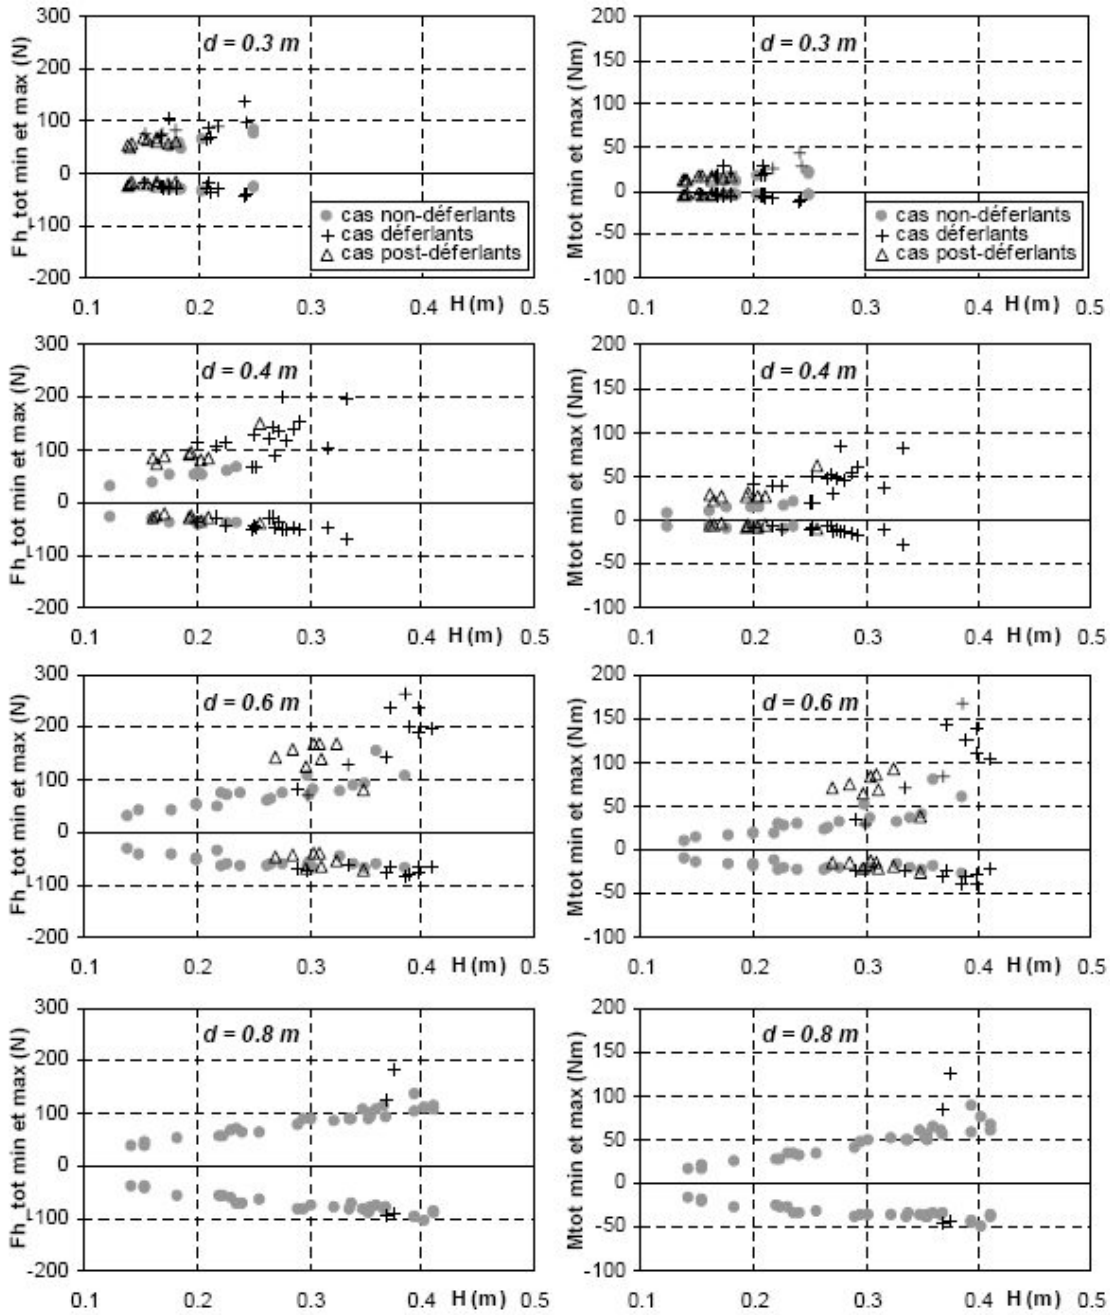 Fh_tot min et max (N)
300
200
100
0
-100
-200
d = 0.3 m
cas non-déferlants
cas déferlants
cas post-déferlants
0.1 0.2 0.3 0.4 H (m) 0.5
Mtot min et max (Nm)
200
150
100
50
0
-50
-100
d = 0.3 m
cas non-déferlants
cas déferlants
cas post-déferlants
0.1 0.2 0.3 0.4 H (m) 0.5
Fh_tot min et max (N)
300
200
100
0
-100
-200
d = 0.4 m
0.1 0.2 0.3 0.4 H (m) 0.5
Mtot min et max (Nm)
200
150
100
50
0
-50
-100
d = 0.4 m
0.1 0.2 0.3 0.4 H (m) 0.5
Fh_tot min et max (N)
300
200
100
0
-100
-200
d = 0.6 m
0.1 0.2 0.3 0.4 H (m) 0.5
Mtot min et max (Nm)
200
150
100
50
0
-50
-100
d = 0.6 m
0.1 0.2 0.3 0.4 H (m) 0.5
Fh_tot min et max (N)
300
200
100
0
-100
-200
d = 0.8 m
0.1 0.2 0.3 0.4 H (m) 0.5
Mtot min et max (Nm)
200
150
100
50
0
-50
-100
d = 0.8 m
0.1 0.2 0.3 0.4 H (m) 0.5